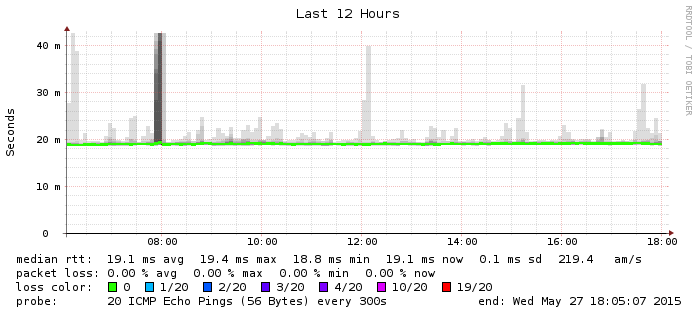 Last 12 Hours
RRDTOOL / TOBI OETIKER
Seconds
40 m
30 m
20 m
10 m
0
08:00 10:00 12:00 14:00 16:00 18:00
median rtt: 19.1 ms avg 19.4 ms max 18.8 ms min 19.1 ms now 0.1 ms sd 219.4 am/s
packet loss: 0.00 % avg 0.00 % max 0.00 % min 0.00 % now
loss color: 0 1/20 2/20 3/20 4/20 10/20 19/20
probe: 20 ICMP Echo Pings (56 Bytes) every 300s end: Wed May 27 18:05:07 2015